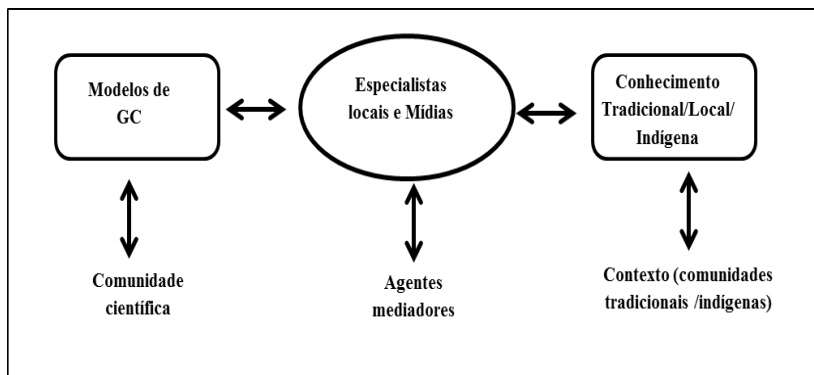 Modelos de
GC
Especialistas
locais e Mídias
Conhecimento
Tradicional/Local/
Indígena
Comunidade
científica
Agentes
mediadores
Contexto (comunidades
tradicionais /indígenas)